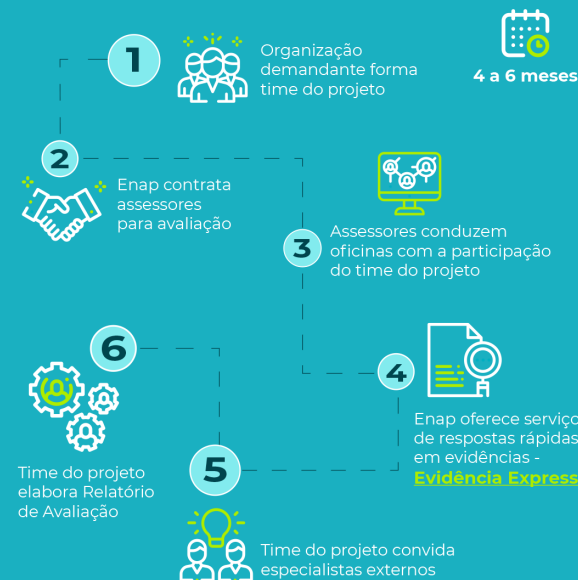 1
Organização
demandante forma
time do projeto
4 a 6 meses
2
Enap contrata
assessores
para avaliação
3
Assessores conduzem
oficinas com a participação
do time do projeto
4
Enap oferece serviço
de respostas rápidas
em evidências -
Evidência Express
5
Time do projeto convida
especialistas externos
6
Time do projeto
elabora Relatório
de Avaliação